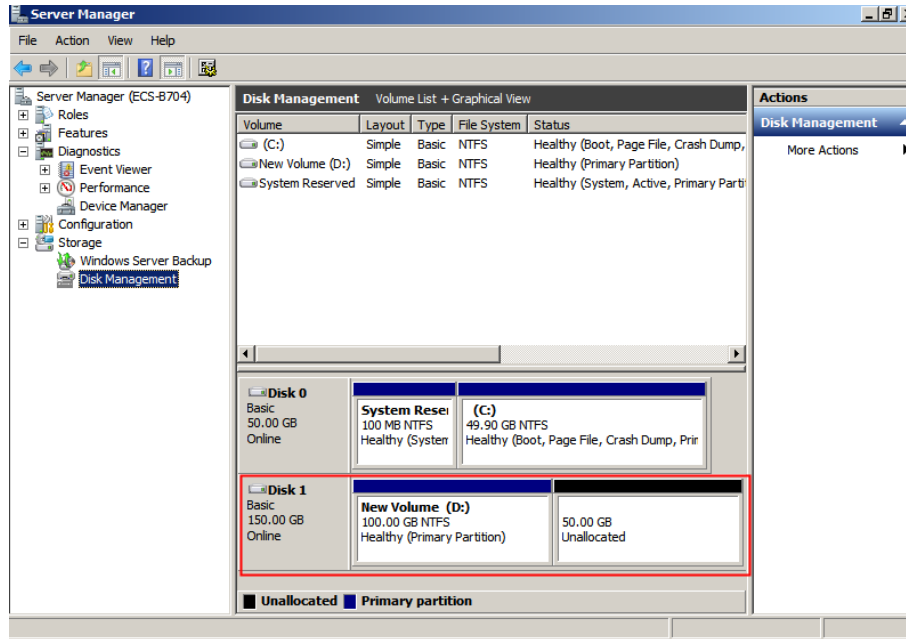 Server Manager
File Action View Help
Server Manager (ECS-B704)
Roles
Features
Diagnostics
Event Viewer
Performance
Device Manager
Configuration
Storage
Windows Server Backup
Disk Management
Disk Management Volume List + Graphical View
Volume Layout Type File System Status
(C:) Simple Basic NTFS Healthy (Boot, Page File, Crash Dump,
New Volume (D:) Simple Basic NTFS Healthy (Primary Partition)
System Reserved Simple Basic NTFS Healthy (System, Active, Primary Parti
Disk 0
Basic
50.00 GB
Online
System Reser
100 MB NTFS
Healthy (System
(C:)
49.90 GB NTFS
Healthy (Boot, Page File, Crash Dump, Prir
Disk 1
Basic
150.00 GB
Online
New Volume (D:)
100.00 GB NTFS
Healthy (Primary Partition)
50.00 GB
Unallocated
Unallocated Primary partition
Actions
Disk Management
More Actions